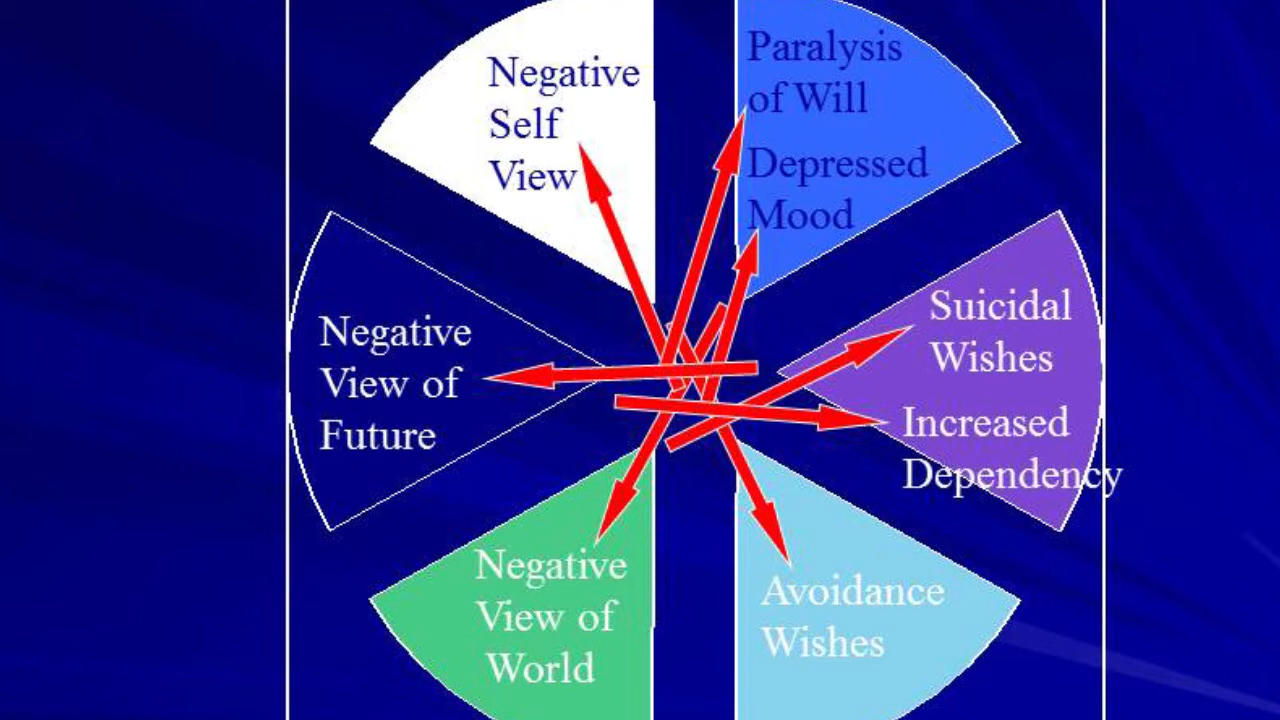 Negative
Self
View
Paralysis
of Will
Depressed
Mood
Negative
View of
Future
Suicidal
Wishes
Increased
Dependency
Negative
View of
World
Avoidance
Wishes